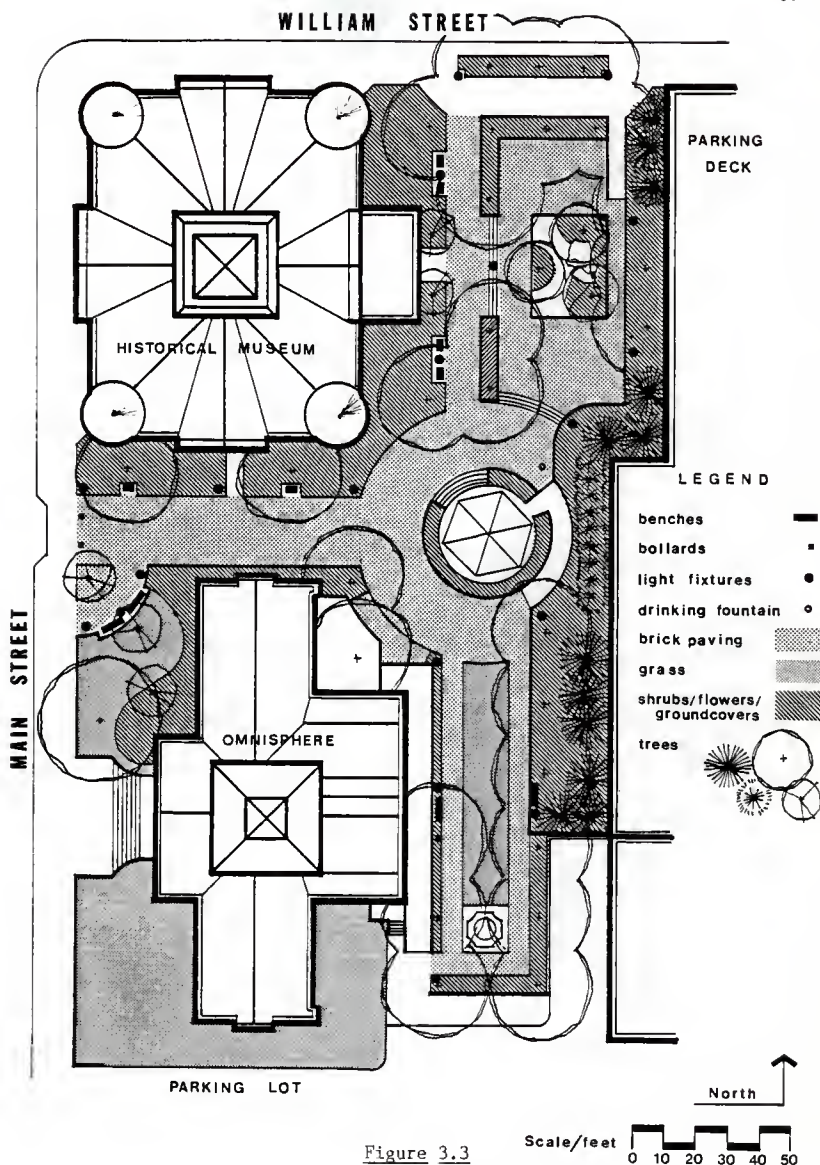 WILLIAM STREET
PARKING
DECK
HISTORICAL MUSEUM
LEGEND
benches
bollards
light fixtures
drinking fountain
brick paving
grass
shrubs/flowers/
groundcovers
trees
MAIN STREET
OMNISPHERE
PARKING LOT
North
Scale/feet
0 10 20 30 40 50
Figure 3.3